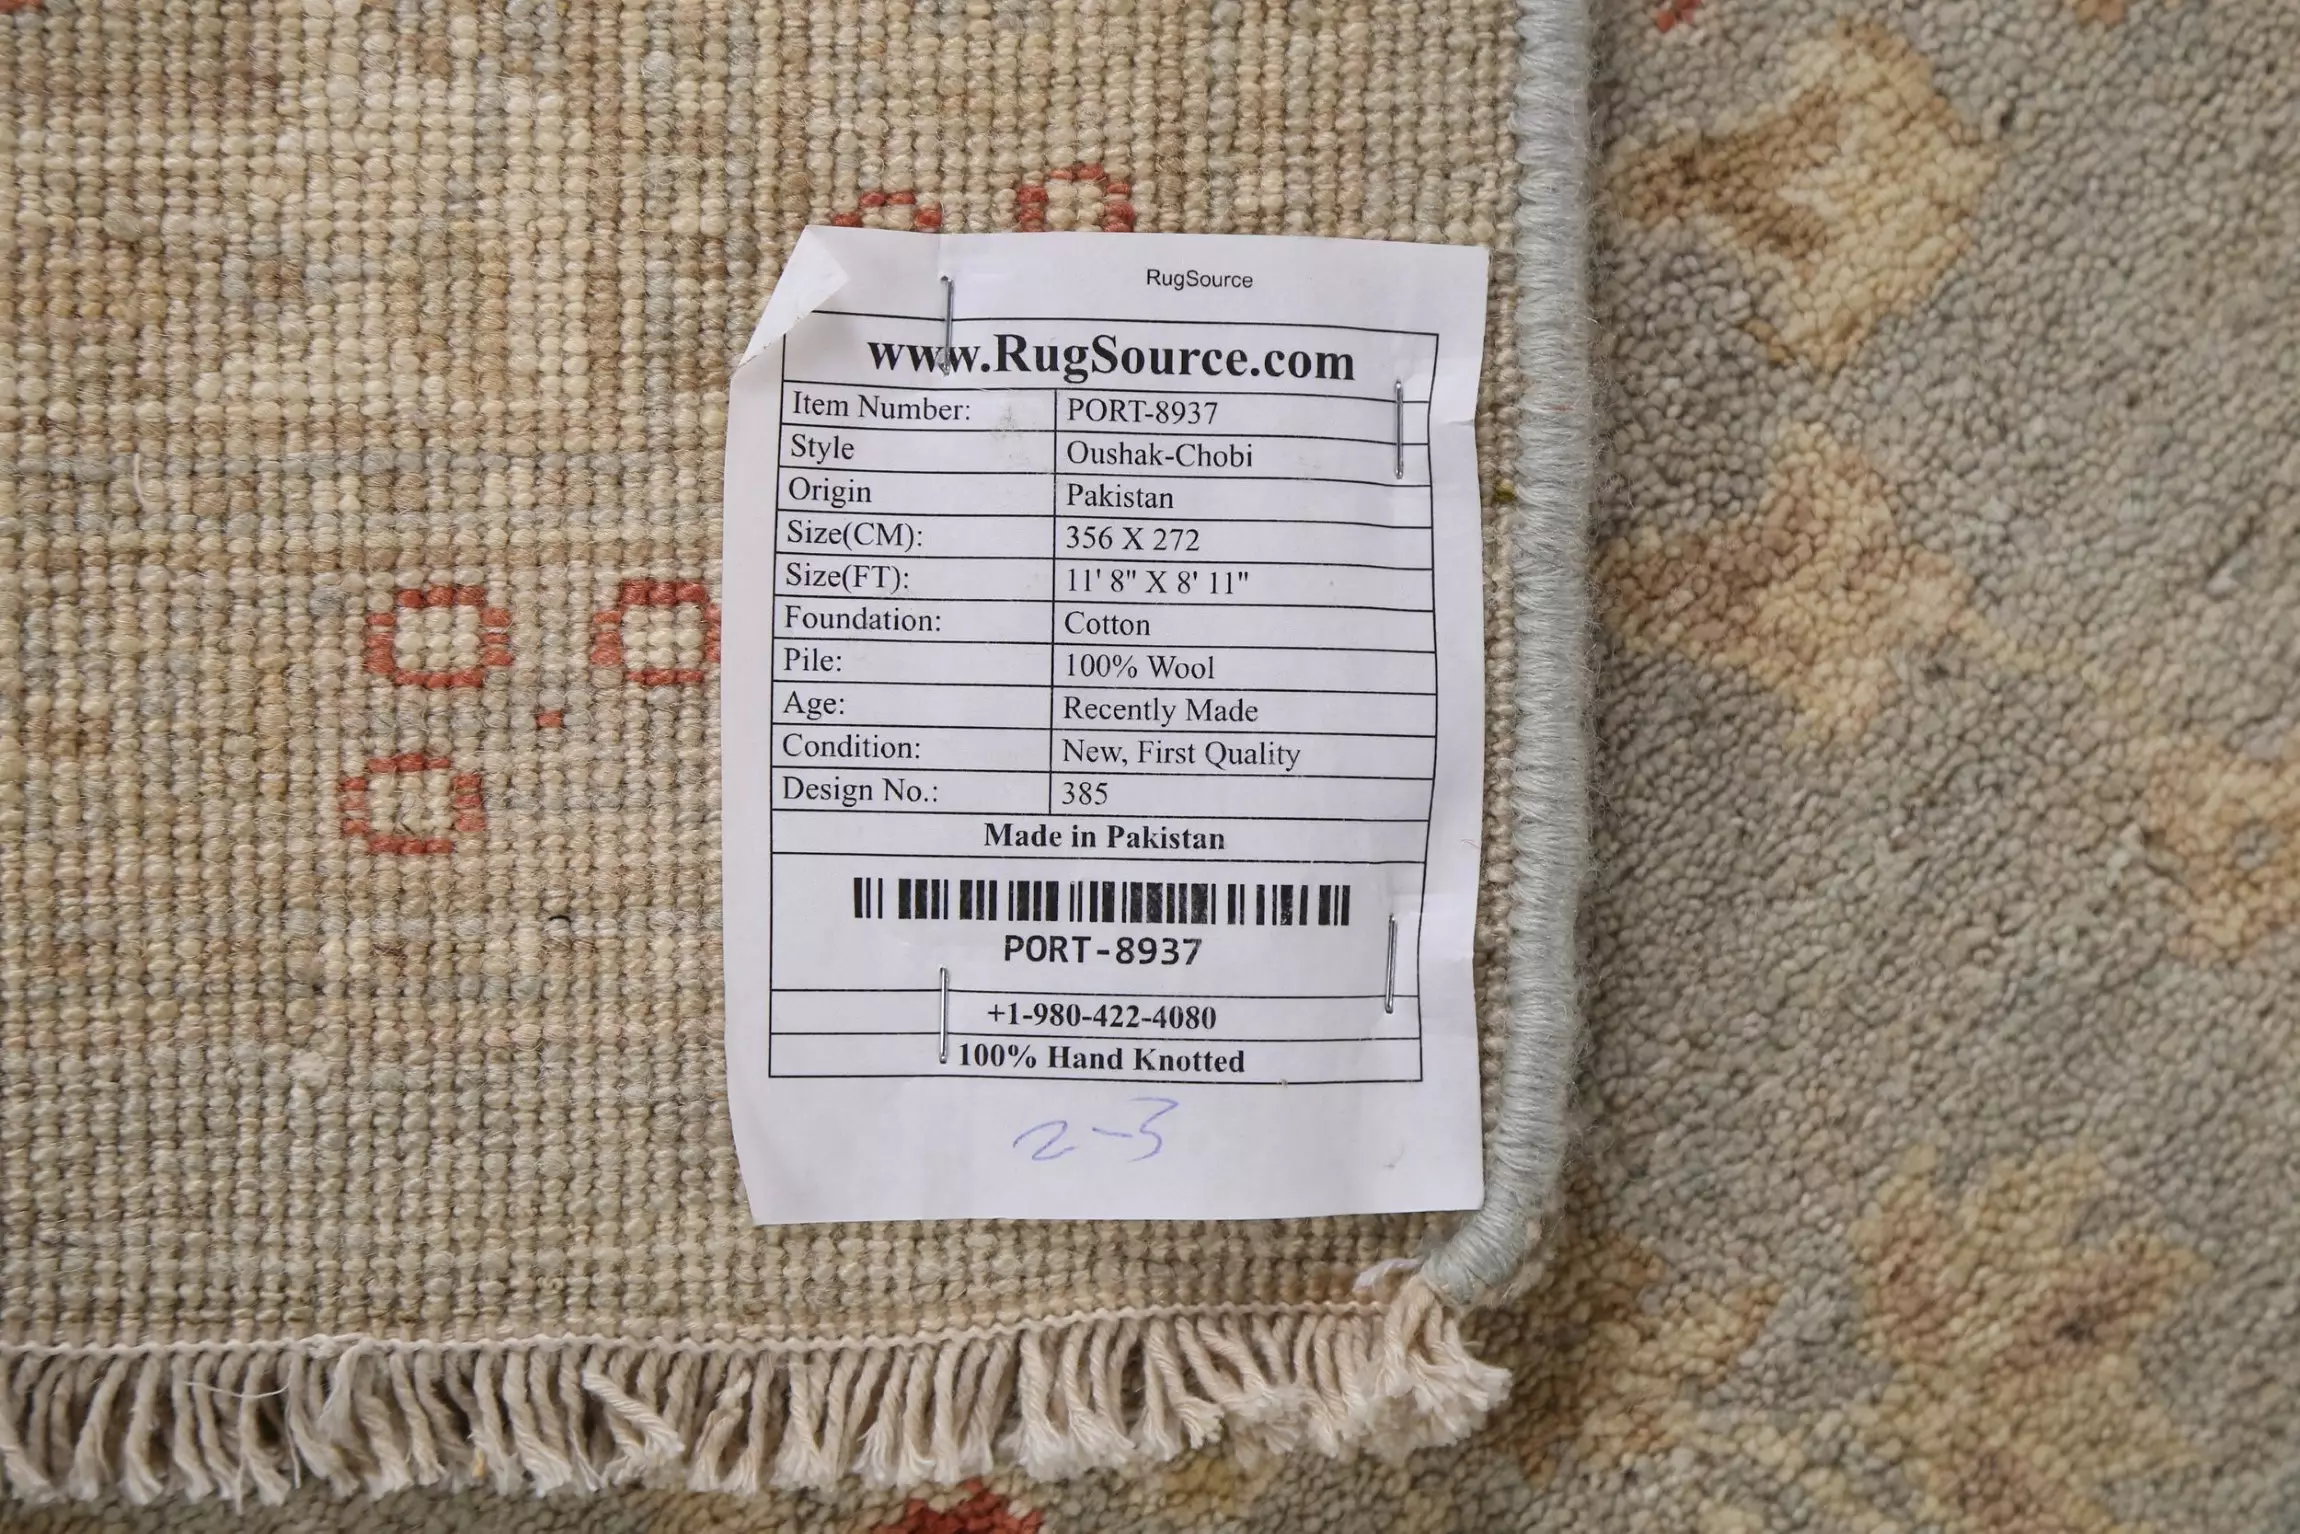 RugSource
www.RugSource.com
Item Number: PORT-8937
Style Oushak-Chobi
Origin Pakistan
Size(CM): 356 X 272
Size(FT): 11' 8" X 8' 11"
Foundation: Cotton
Pile: 100% Wool
Age: Recently Made
Condition: New, First Quality
Design No.: 385
Made in Pakistan
PORT-8937
+1-980-422-4080
100% Hand Knotted
2-3